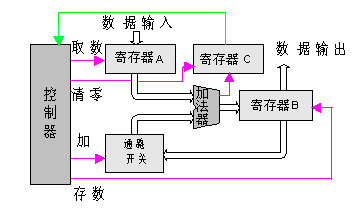 数据输入
取数
寄存器A
寄存器C
数据输出
清零
控制器
加法器
寄存器B
加
通路
开关
存数